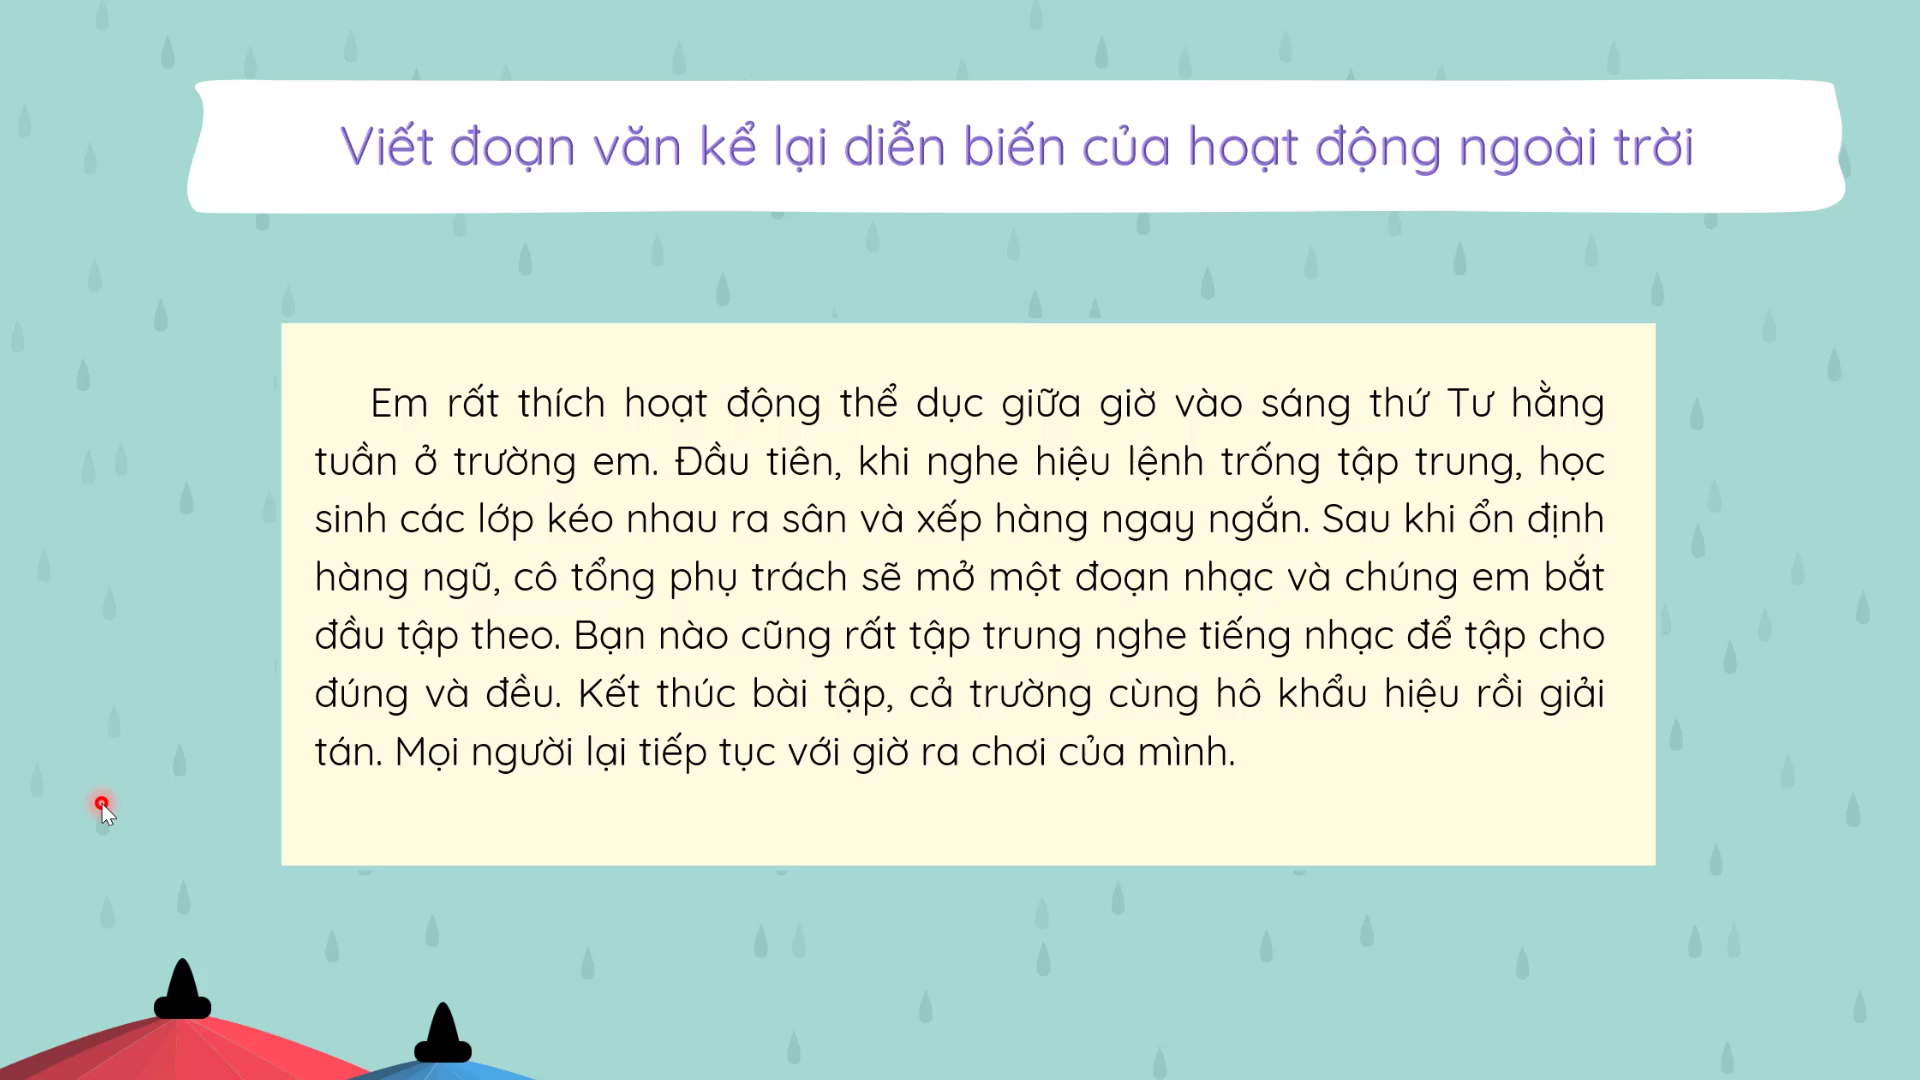 Viết đoạn văn kể lại diễn biến của hoạt động ngoài trời
Em rất thích hoạt động thể dục giữa giờ vào sáng thứ Tư hằng
tuần ở trường em. Đầu tiên, khi nghe hiệu lệnh trống tập trung, học
sinh các lớp kéo nhau ra sân và xếp hàng ngay ngắn. Sau khi ổn định
hàng ngũ, cô tổng phụ trách sẽ mở một đoạn nhạc và chúng em bắt
đầu tập theo. Bạn nào cũng rất tập trung nghe tiếng nhạc để tập cho
đúng và đều. Kết thúc bài tập, cả trường cùng hô khẩu hiệu rồi giải
tán. Mọi người lại tiếp tục với giờ ra chơi của mình.